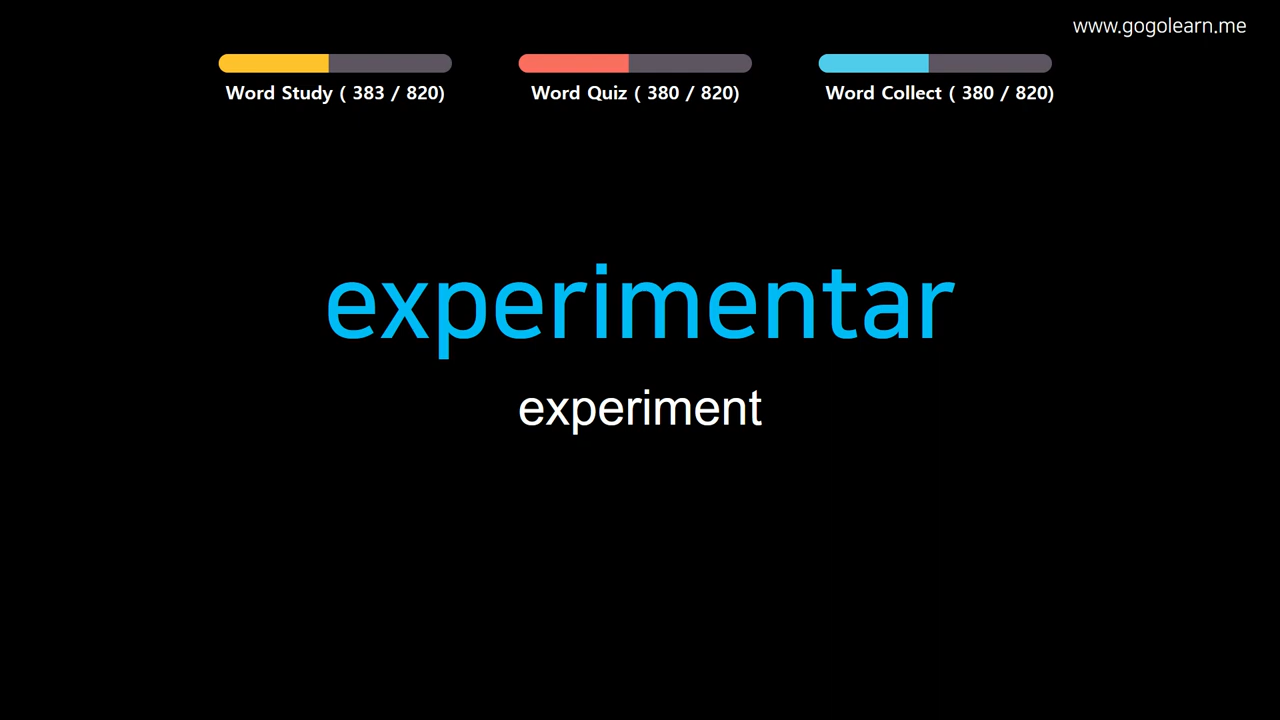 www.gogolearn.me
Word Study ( 383 / 820)
Word Quiz ( 380 / 820)
Word Collect ( 380 / 820)
experimentar
experiment